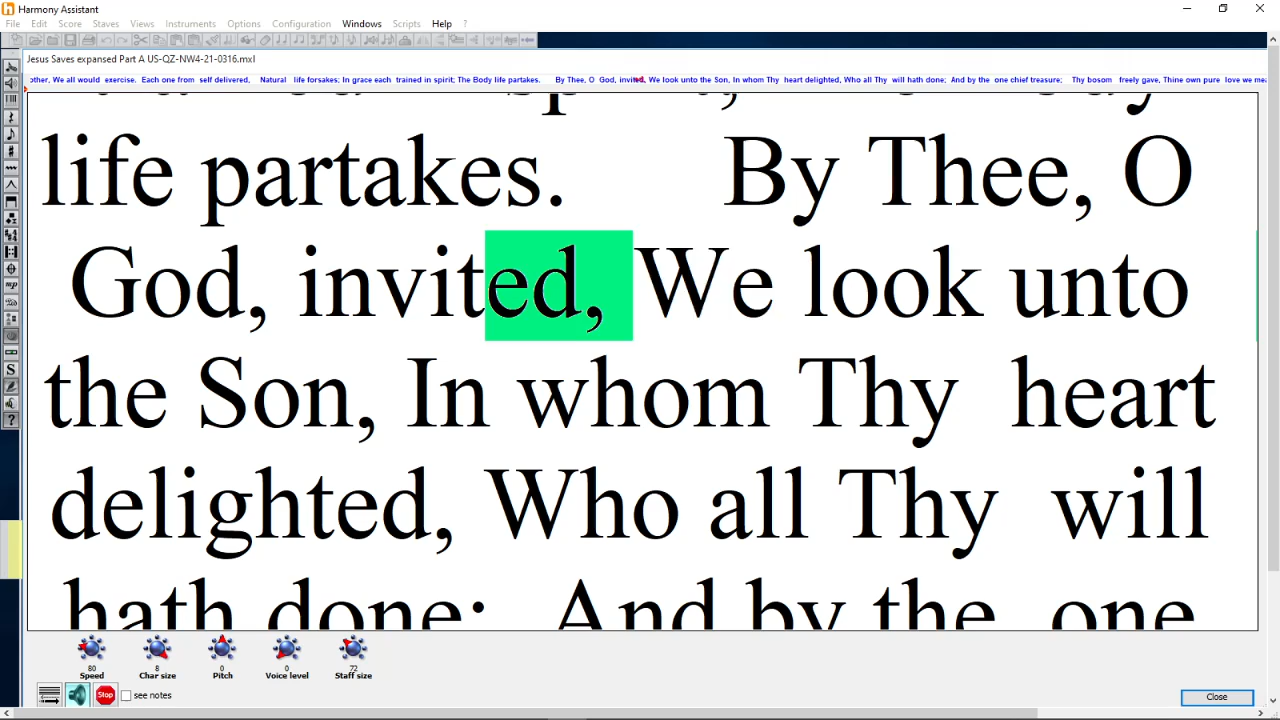 Harmony Assistant
File Edit Score Staves Views Instruments Options Configuration Windows Scripts Help ?
Jesus Saves expansed Part A US-QZ-NW4-21-0316.mxl
other, We all would exercise. Each one from self delivered, Natural life forsakes; In grace each trained in spirit; The Body life partakes. By Thee, O God, invited, We look unto the Son, In whom Thy heart delighted, Who all Thy will hath done; And by the one chief treasure; Thy bosom freely gave, Thine own pure love we me
life partakes. By Thee, O
God, invited, We look unto
the Son, In whom Thy heart
delighted, Who all Thy will
hath done; And by the one
80 8 0 0 72
Speed Char size Pitch Voice level Staff size
Stop see notes Close